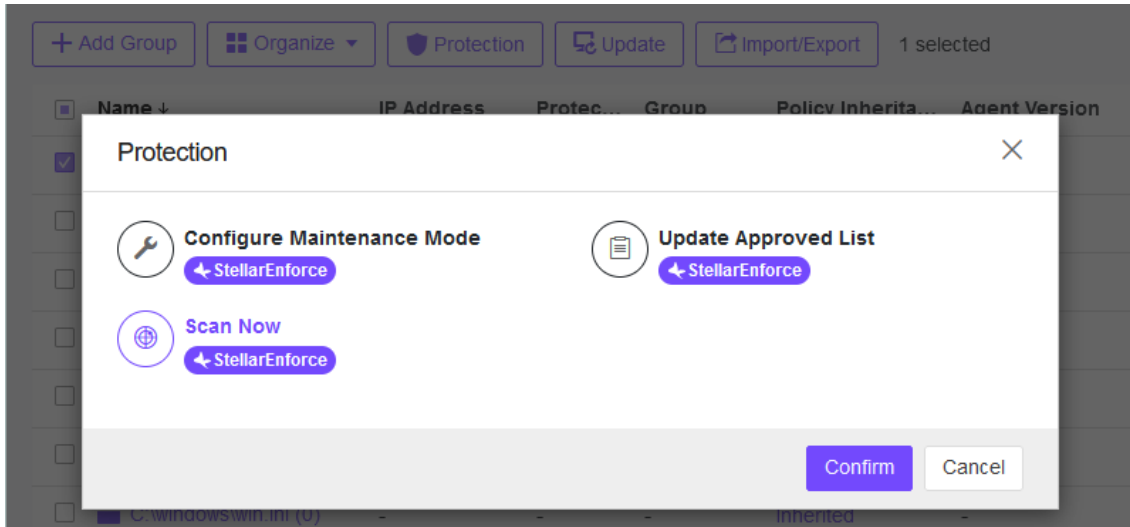 Add Group
Organize
Protection
Update
Import/Export
1 selected
Name
IP Address
Protec...
Group
Policy Inherita...
Agent Version
Protection
Configure Maintenance Mode
StellarEnforce
Update Approved List
StellarEnforce
Scan Now
StellarEnforce
Confirm
Cancel
C:\windows\win.ini (0)
-
-
-
Inherited
-